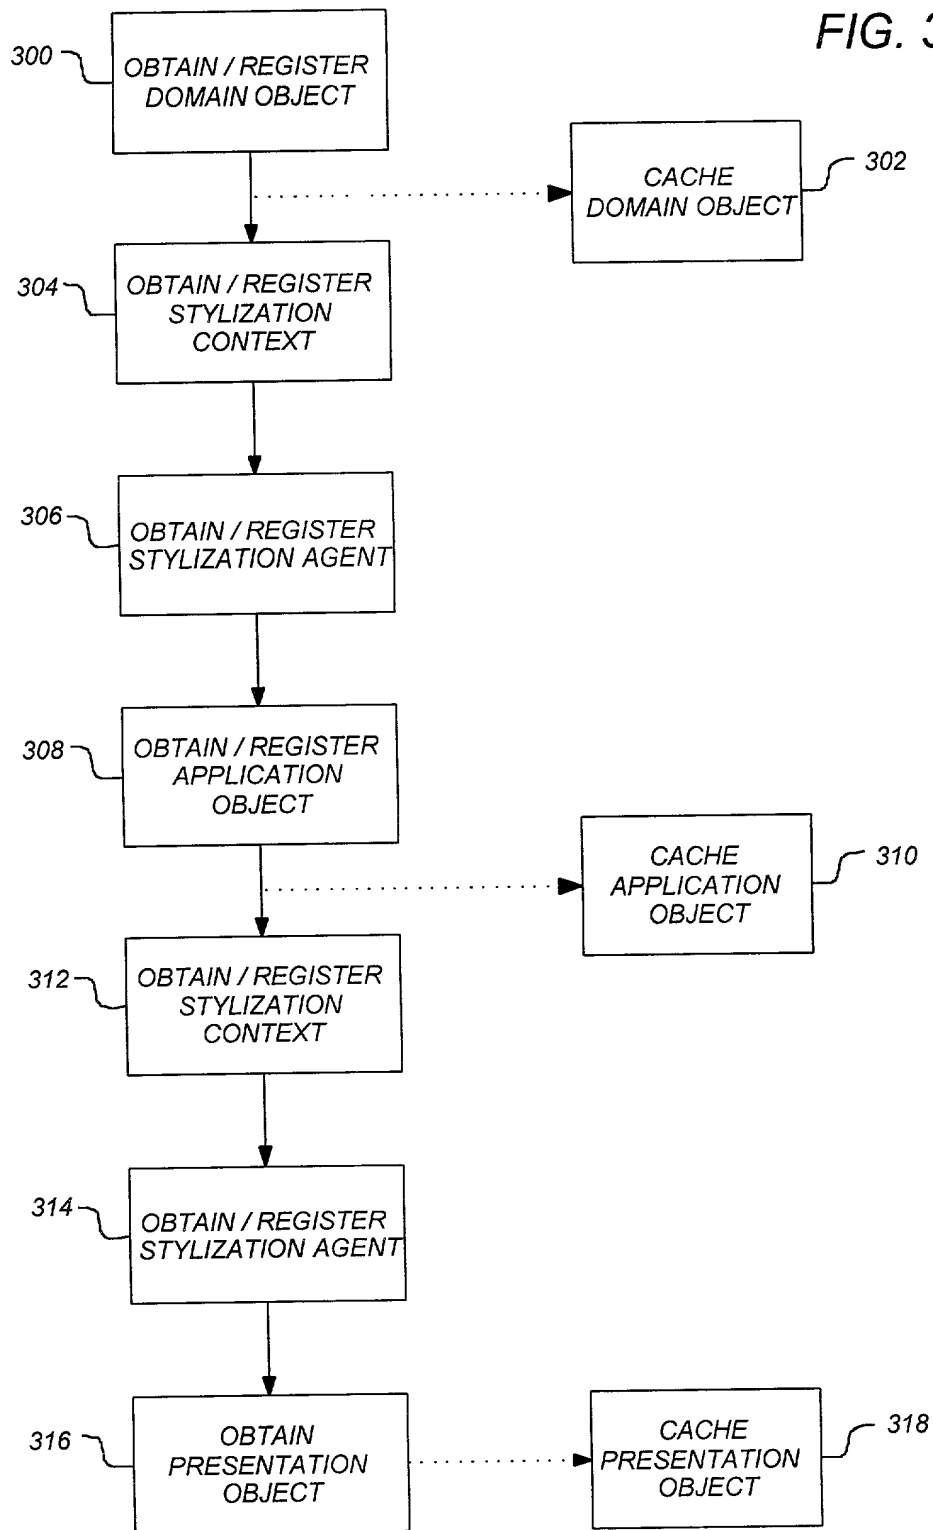 FIG. 3
300
OBTAIN / REGISTER
DOMAIN OBJECT
302
CACHE
DOMAIN OBJECT
304
OBTAIN / REGISTER
STYLIZATION
CONTEXT
306
OBTAIN / REGISTER
STYLIZATION AGENT
308
OBTAIN / REGISTER
APPLICATION
OBJECT
310
CACHE
APPLICATION
OBJECT
312
OBTAIN / REGISTER
STYLIZATION
CONTEXT
314
OBTAIN / REGISTER
STYLIZATION AGENT
316
OBTAIN
PRESENTATION
OBJECT
318
CACHE
PRESENTATION
OBJECT